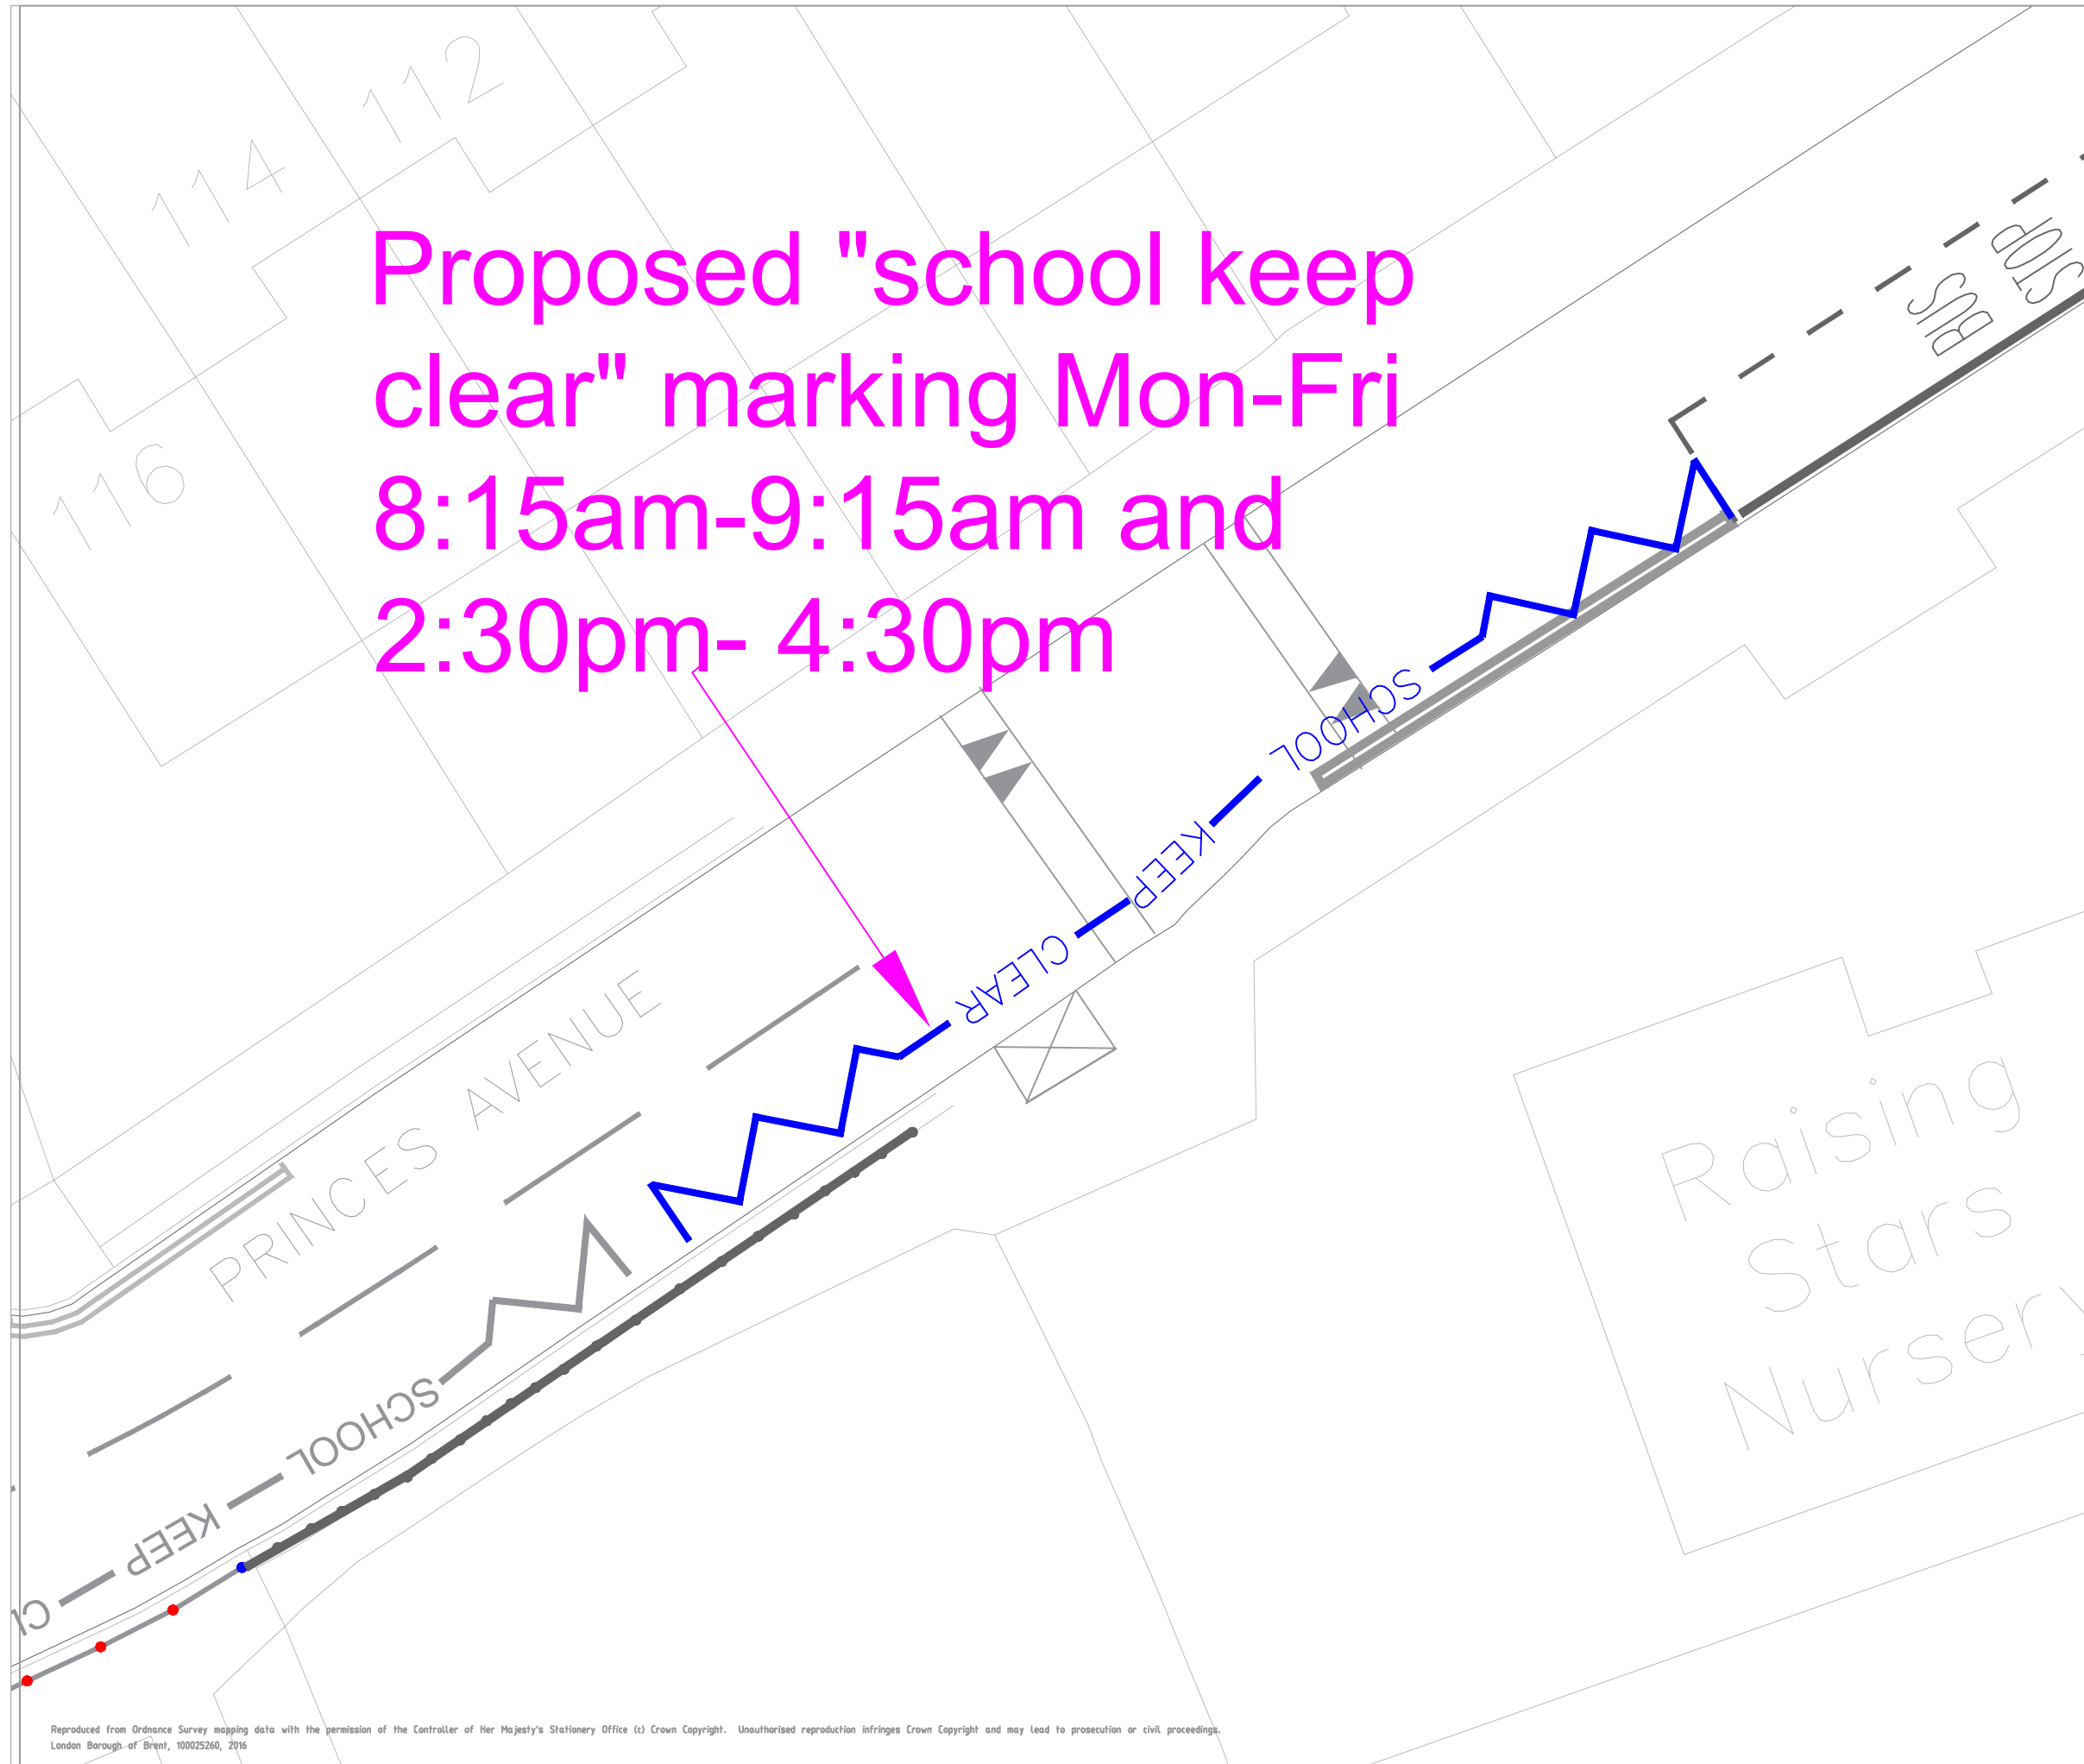 112
114
116
Proposed "school keep
clear" marking Mon-Fri
8:15am-9:15am and
2:30pm- 4:30pm
BUS
STOP
SCHOOL
KEEP
CLEAR
PRINCES AVENUE
SCHOOL
KEEP
Raising
Stars
Nursery
Reproduced from Ordnance Survey mapping data with the permission of the Controller of Her Majesty's Stationery Office (c) Crown Copyright. Unauthorised reproduction infringes Crown Copyright and may lead to prosecution or civil proceedings.
London Borough of Brent, 100025260, 2016